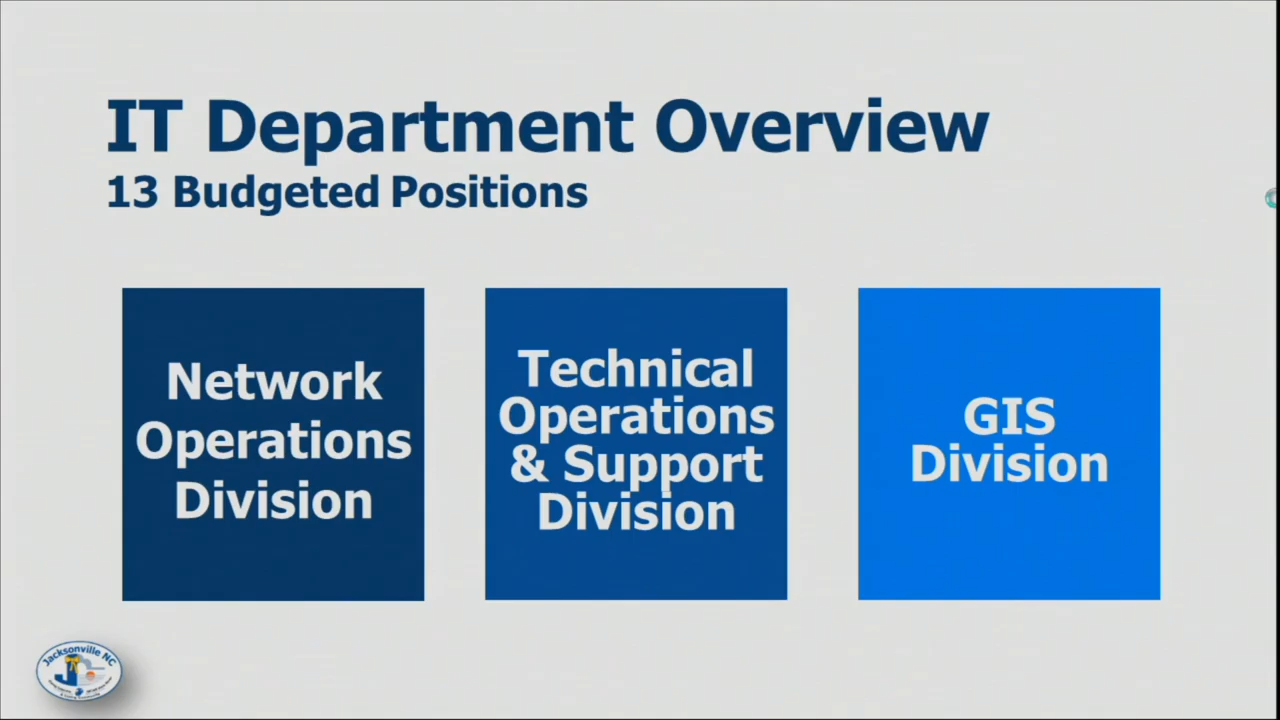 IT Department Overview
13 Budgeted Positions
Network
Operations
Division
Technical
Operations
& Support
Division
GIS
Division
Jacksonville NC